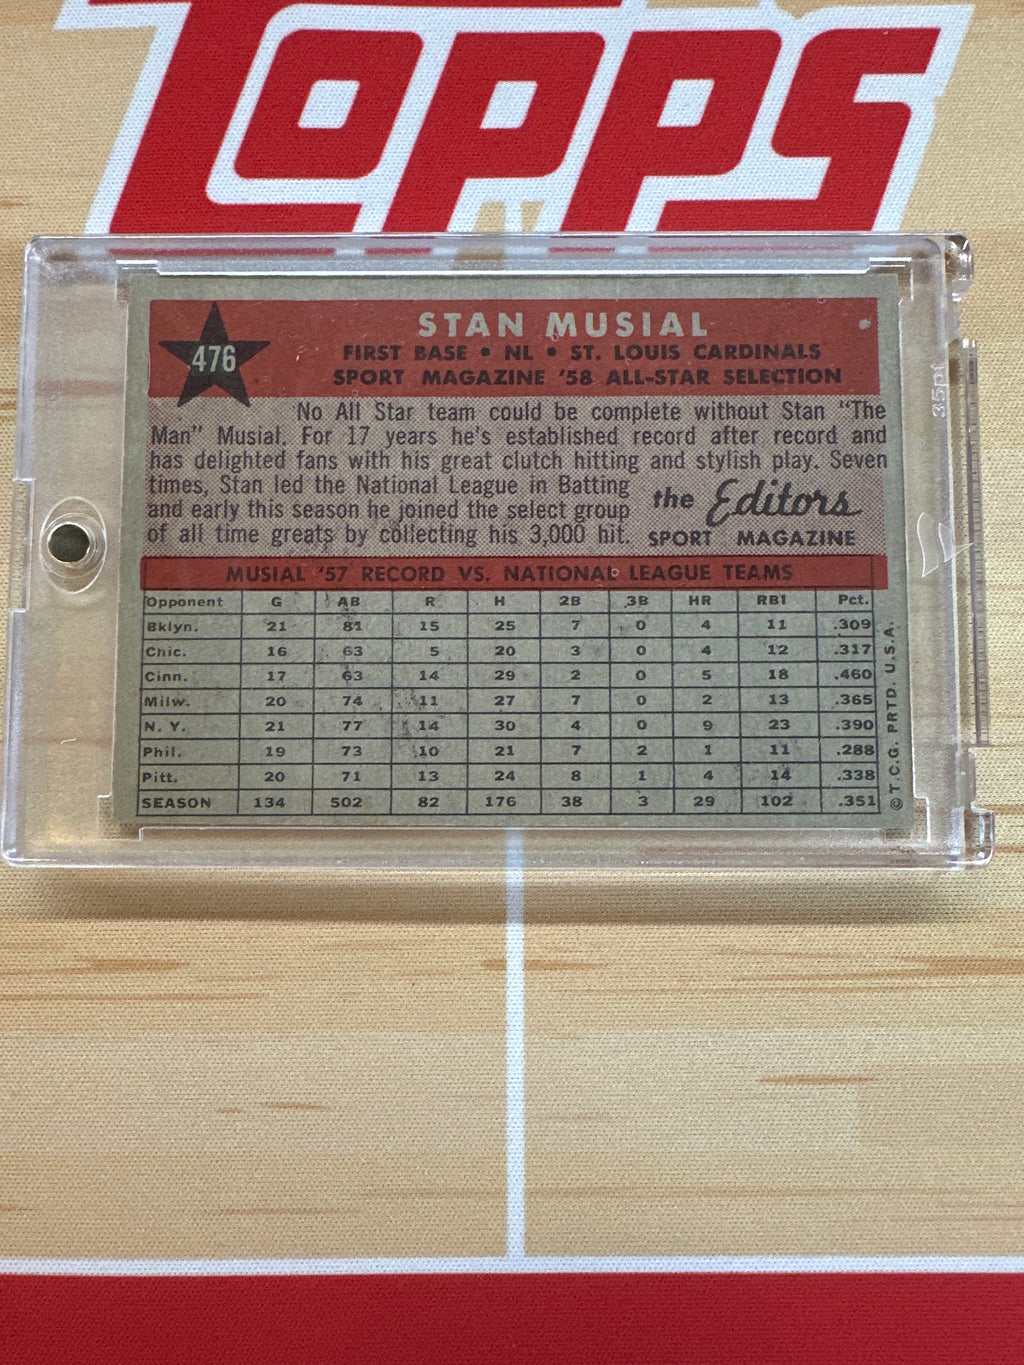 TOPPS
476
STAN MUSIAL
FIRST BASE • NL • ST. LOUIS CARDINALS
SPORT MAGAZINE '58 ALL-STAR SELECTION
No All Star team could be complete without Stan "The
Man" Musial. For 17 years he's established record after record and
has delighted fans with his great clutch hitting and stylish play. Seven
times, Stan led the National League in Batting
and early this season he joined the select group
of all time greats by collecting his 3,000 hit.
the Editors
SPORT MAGAZINE
35pt
MUSIAL '57 RECORD VS. NATIONAL LEAGUE TEAMS
Opponent G AB R H 2B 3B HR RBI Pct.
Bklyn. 21 81 15 25 7 0 4 11 .309
Chic. 16 63 5 20 3 0 4 12 .317
Cinn. 17 63 14 29 2 0 5 18 .460
Milw. 20 74 11 27 7 0 2 13 .365
N. Y. 21 77 14 30 4 0 9 23 .390
Phil. 19 73 10 21 7 2 1 11 .288
Pitt. 20 71 13 24 8 1 4 14 .338
SEASON 134 502 82 176 38 3 29 102 .351
©T.C.G. PRTD. U.S.A.